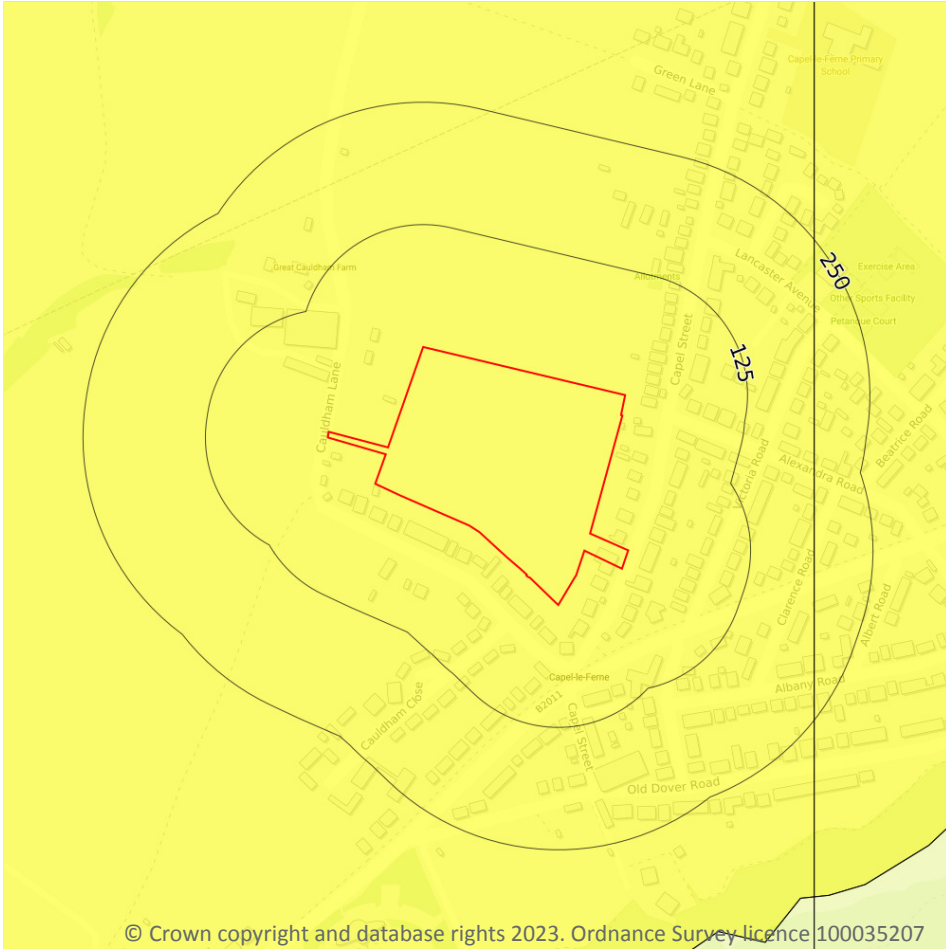 Capel-le-Ferne Primary
School
Green Lane
250
Lancaster Avenue
Exercise Area
Great Cauldham Farm
Allotments
Other Sports Facility
Petanque Court
Capel Street
125
Cauldham Lane
Beatrice Road
Victoria Road
Alexandra Road
Clarence Road
Albert Road
Capel-le-Ferne
Albany Road
B2011
Cauldham Close
Capel Street
Old Dover Road
© Crown copyright and database rights 2023. Ordnance Survey licence 100035207